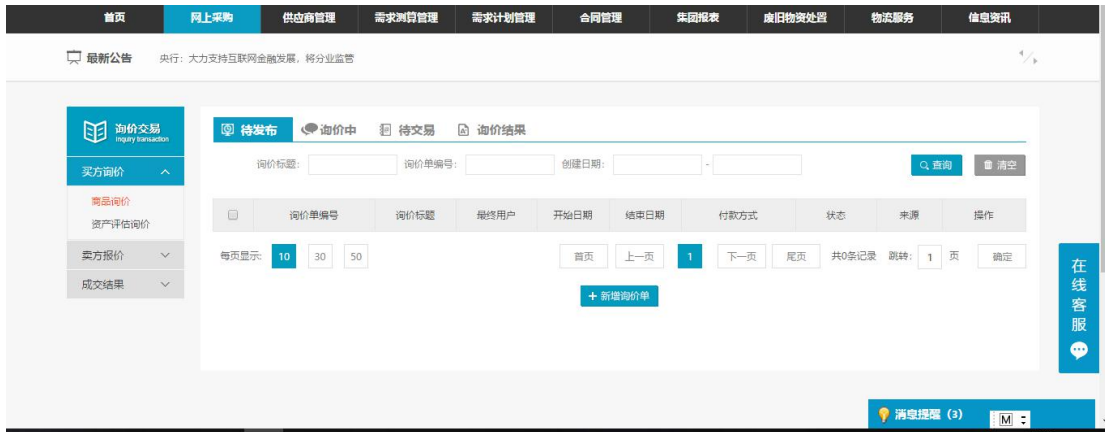 首页 网上采购 供应商管理 需求测算管理 需求计划管理 合同管理 集团报表 废旧物资处置 物流服务 信息资讯
最新公告 央行：大力支持互联网金融发展，将分业监管
询价交易
Inquiry transaction
买方询价
商品询价
资产评估询价
卖方报价
成交结果
待发布 询价中 待交易 询价结果
询价标题： 询价单编号： 创建日期： - 查询 清空
询价单编号 询价标题 最终用户 开始日期 结束日期 付款方式 状态 来源 操作
每页显示: 10 30 50 首页 上一页 1 下一页 尾页 共0条记录 跳转： 1 页 确定
+ 新增询价单
在线客服
消息提醒（3）
M